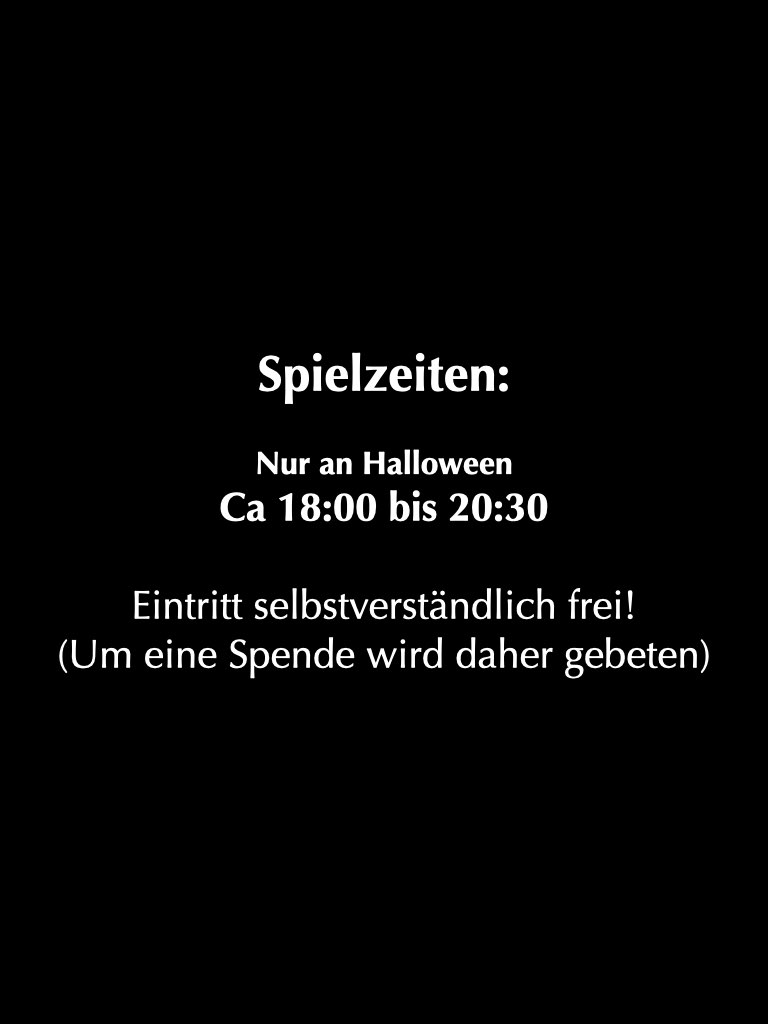 Spielzeiten:
Nur an Halloween
Ca 18:00 bis 20:30
Eintritt selbstverständlich frei!
(Um eine Spende wird daher gebeten)